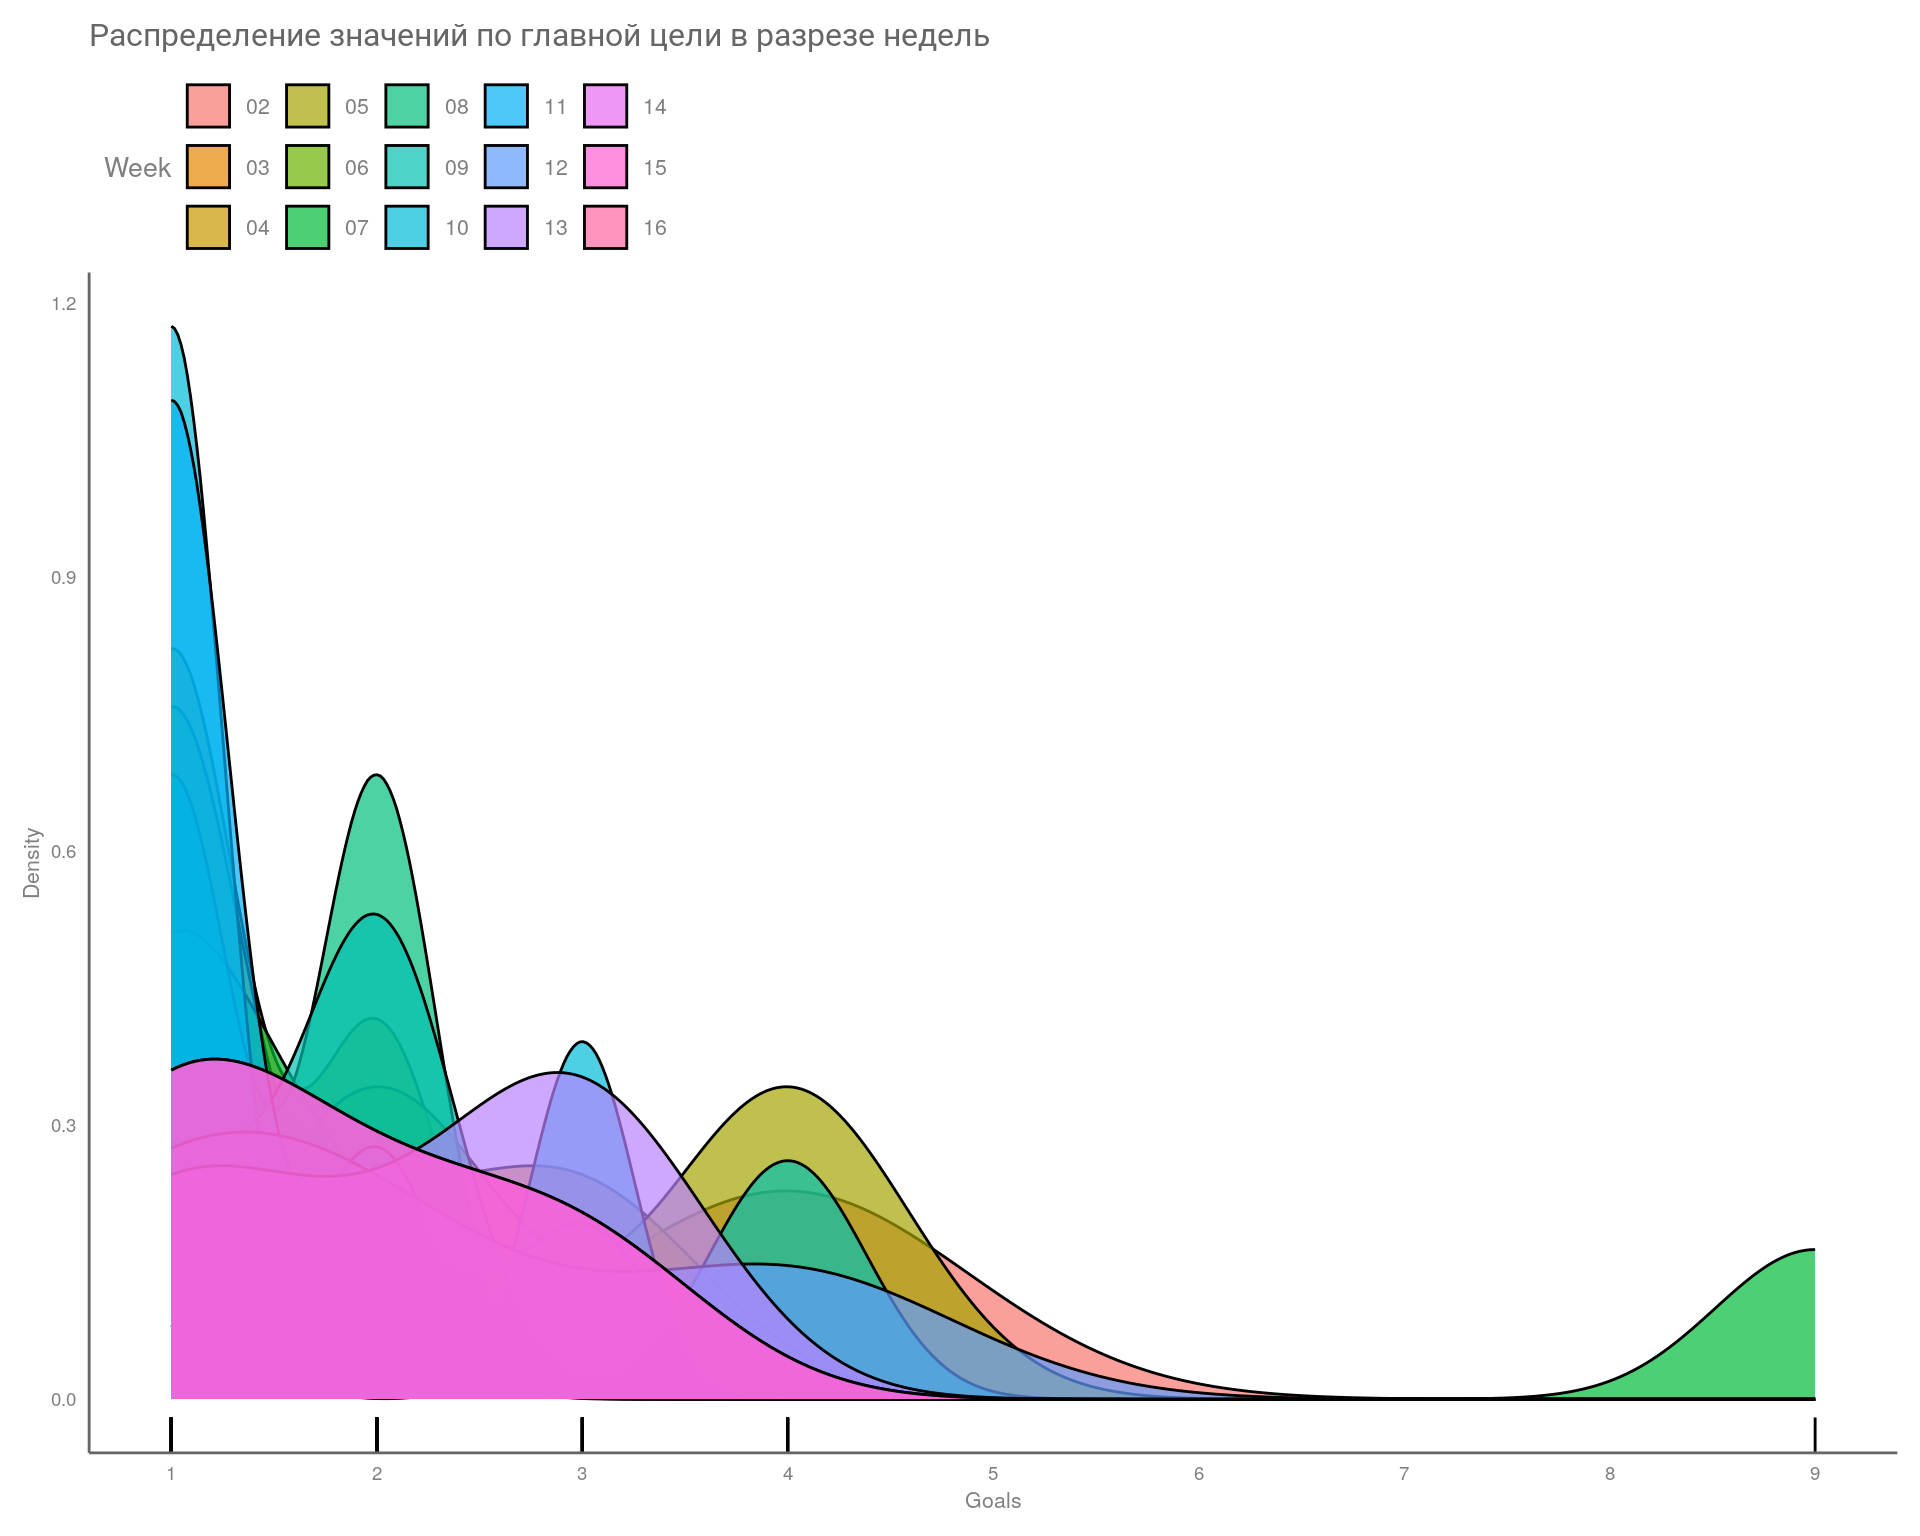 Распределение значений по главной цели в разрезе недель
02 05 08 11 14
Week 03 06 09 12 15
04 07 10 13 16
1.2
0.9
0.6
0.3
0.0
Density
1 2 3 4 5 6 7 8 9
Goals